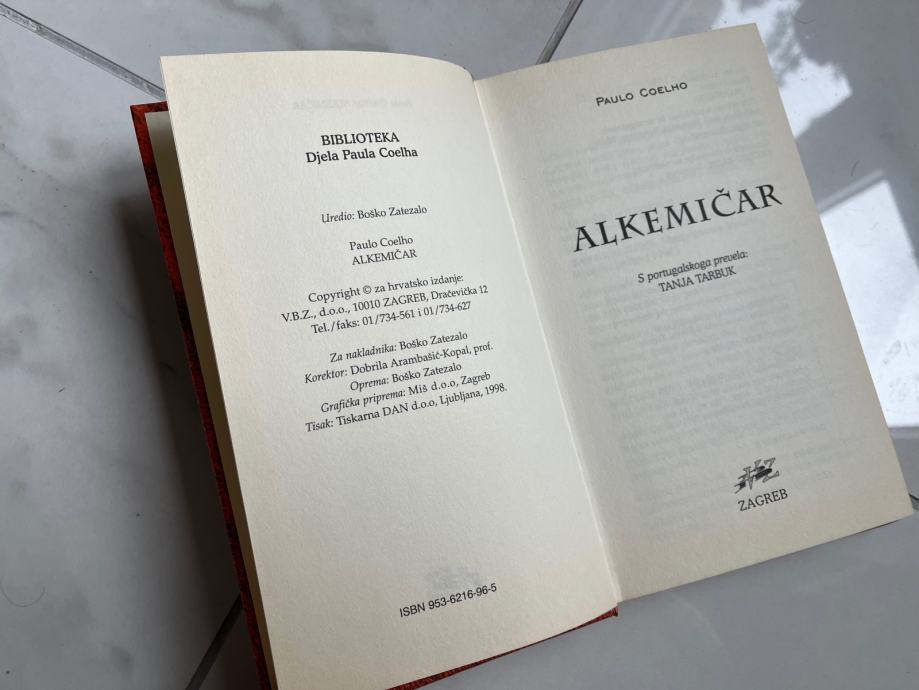 BIBLIOTEKA
Djela Paula Coelha
Uredio: Boško Zatezalo
Paulo Coelho
ALKEMIČAR
Copyright © za hrvatsko izdanje:
V.B.Z., d.o.o., 10010 ZAGREB, Dračevička 12
Tel./faks: 01/734-561 i 01/734-627
Za nakladnika: Boško Zatezalo
Korektor: Dobrila Arambašić-Kopal, prof.
Oprema: Boško Zatezalo
Grafička priprema: Miš d.o.o, Zagreb
Tisak: Tiskarna DAN d.o.o, Ljubljana, 1998.
ISBN 953-6216-96-5
PAULO COELHO
ALKEMIČAR
S portugalskoga prevela:
TANJA TARBUK
VBZ
ZAGREB